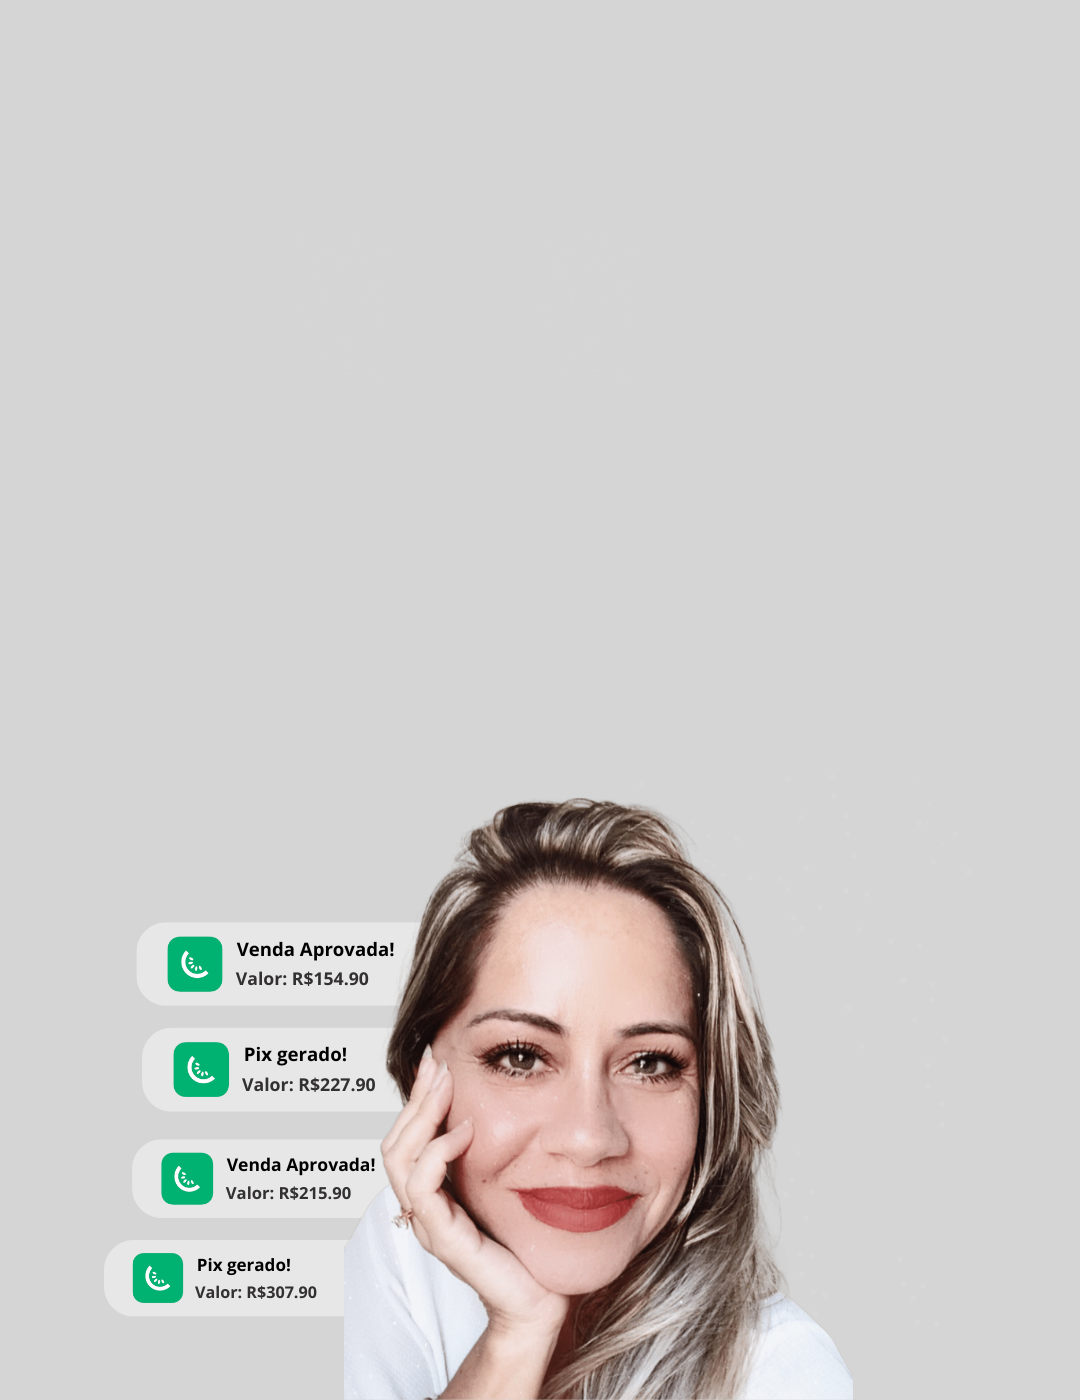 Venda Aprovada!
Valor: R$154.90
Pix gerado!
Valor: R$227.90
Venda Aprovada!
Valor: R$215.90
Pix gerado!
Valor: R$307.90